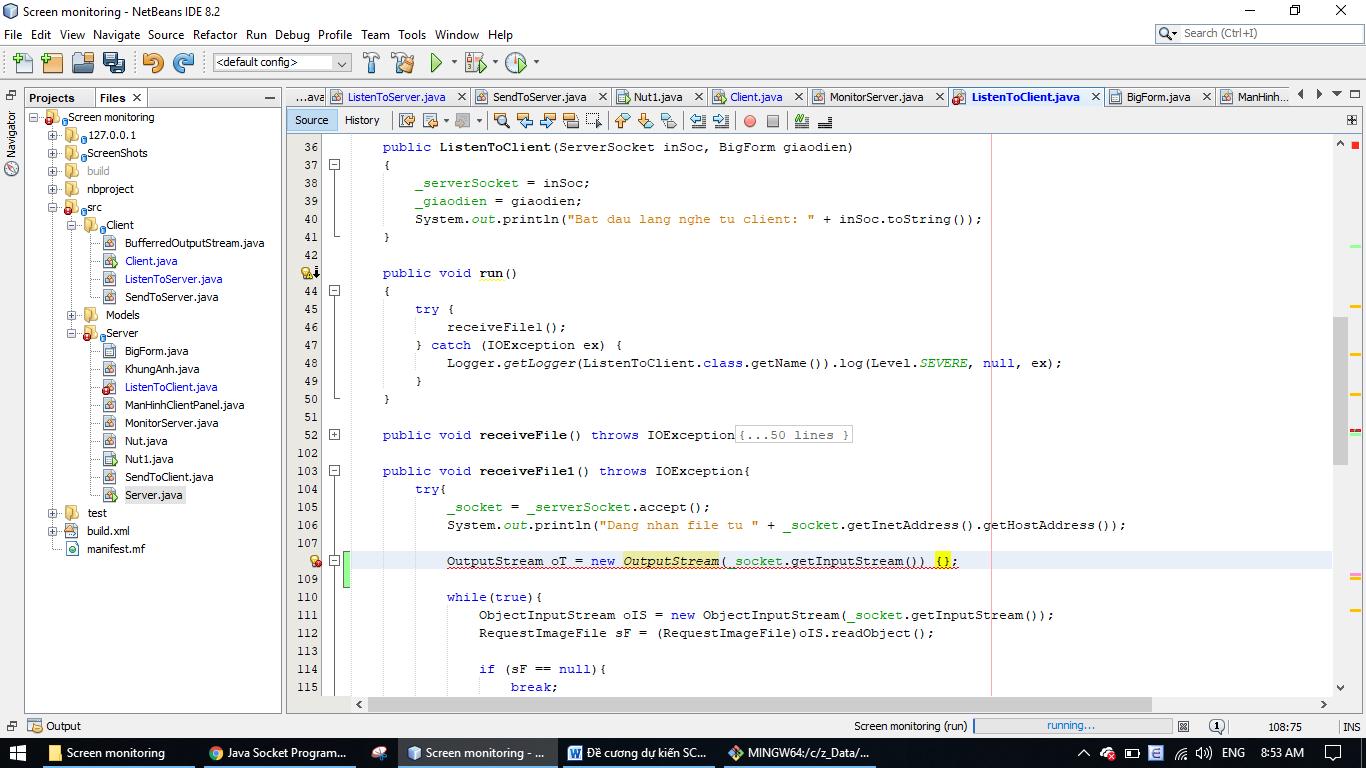 Screen monitoring - NetBeans IDE 8.2
File Edit View Navigate Source Refactor Run Debug Profile Team Tools Window Help
Search (Ctrl+I)
<default config>
Projects Files
Navigator
Screen monitoring
127.0.0.1
ScreenShots
build
nbproject
src
Client
BufferredOutputStream.java
Client.java
ListenToServer.java
SendToServer.java
Models
Server
BigForm.java
KhungAnh.java
ListenToClient.java
ManHinhClientPanel.java
MonitorServer.java
Nut.java
Nut1.java
SendToClient.java
Server.java
test
build.xml
manifest.mf
...ava ListenToServer.java SendToServer.java Nut1.java Client.java MonitorServer.java ListenToClient.java BigForm.java ManHin...
Source History
36 public ListenToClient(ServerSocket inSoc, BigForm giaodien)
37 {
38 _serverSocket = inSoc;
39 _giaodien = giaodien;
40 System.out.println("Bat dau lang nghe tu client: " + inSoc.toString());
41 }
42
public void run()
44 {
45 try {
46 receiveFile1();
47 } catch (IOException ex) {
48 Logger.getLogger(ListenToClient.class.getName()).log(Level.SEVERE, null, ex);
49 }
50 }
51
52 public void receiveFile() throws IOException{...50 lines }
102
103 public void receiveFile1() throws IOException{
104 try{
105 _socket = _serverSocket.accept();
106 System.out.println("Dang nhan file tu " + _socket.getInetAddress().getHostAddress());
107
OutputStream oT = new OutputStream(_socket.getInputStream()) {};
109
110 while(true){
111 ObjectInputStream oIS = new ObjectInputStream(_socket.getInputStream());
112 RequestImageFile sF = (RequestImageFile)oIS.readObject();
113
114 if (sF == null){
115 break;
Output
Screen monitoring (run) running... 1 108:75 INS
Screen monitoring Java Socket Program... Screen monitoring - ... Đề cương dự kiến SC... MINGW64:/c/z_Data/... ENG 8:53 AM